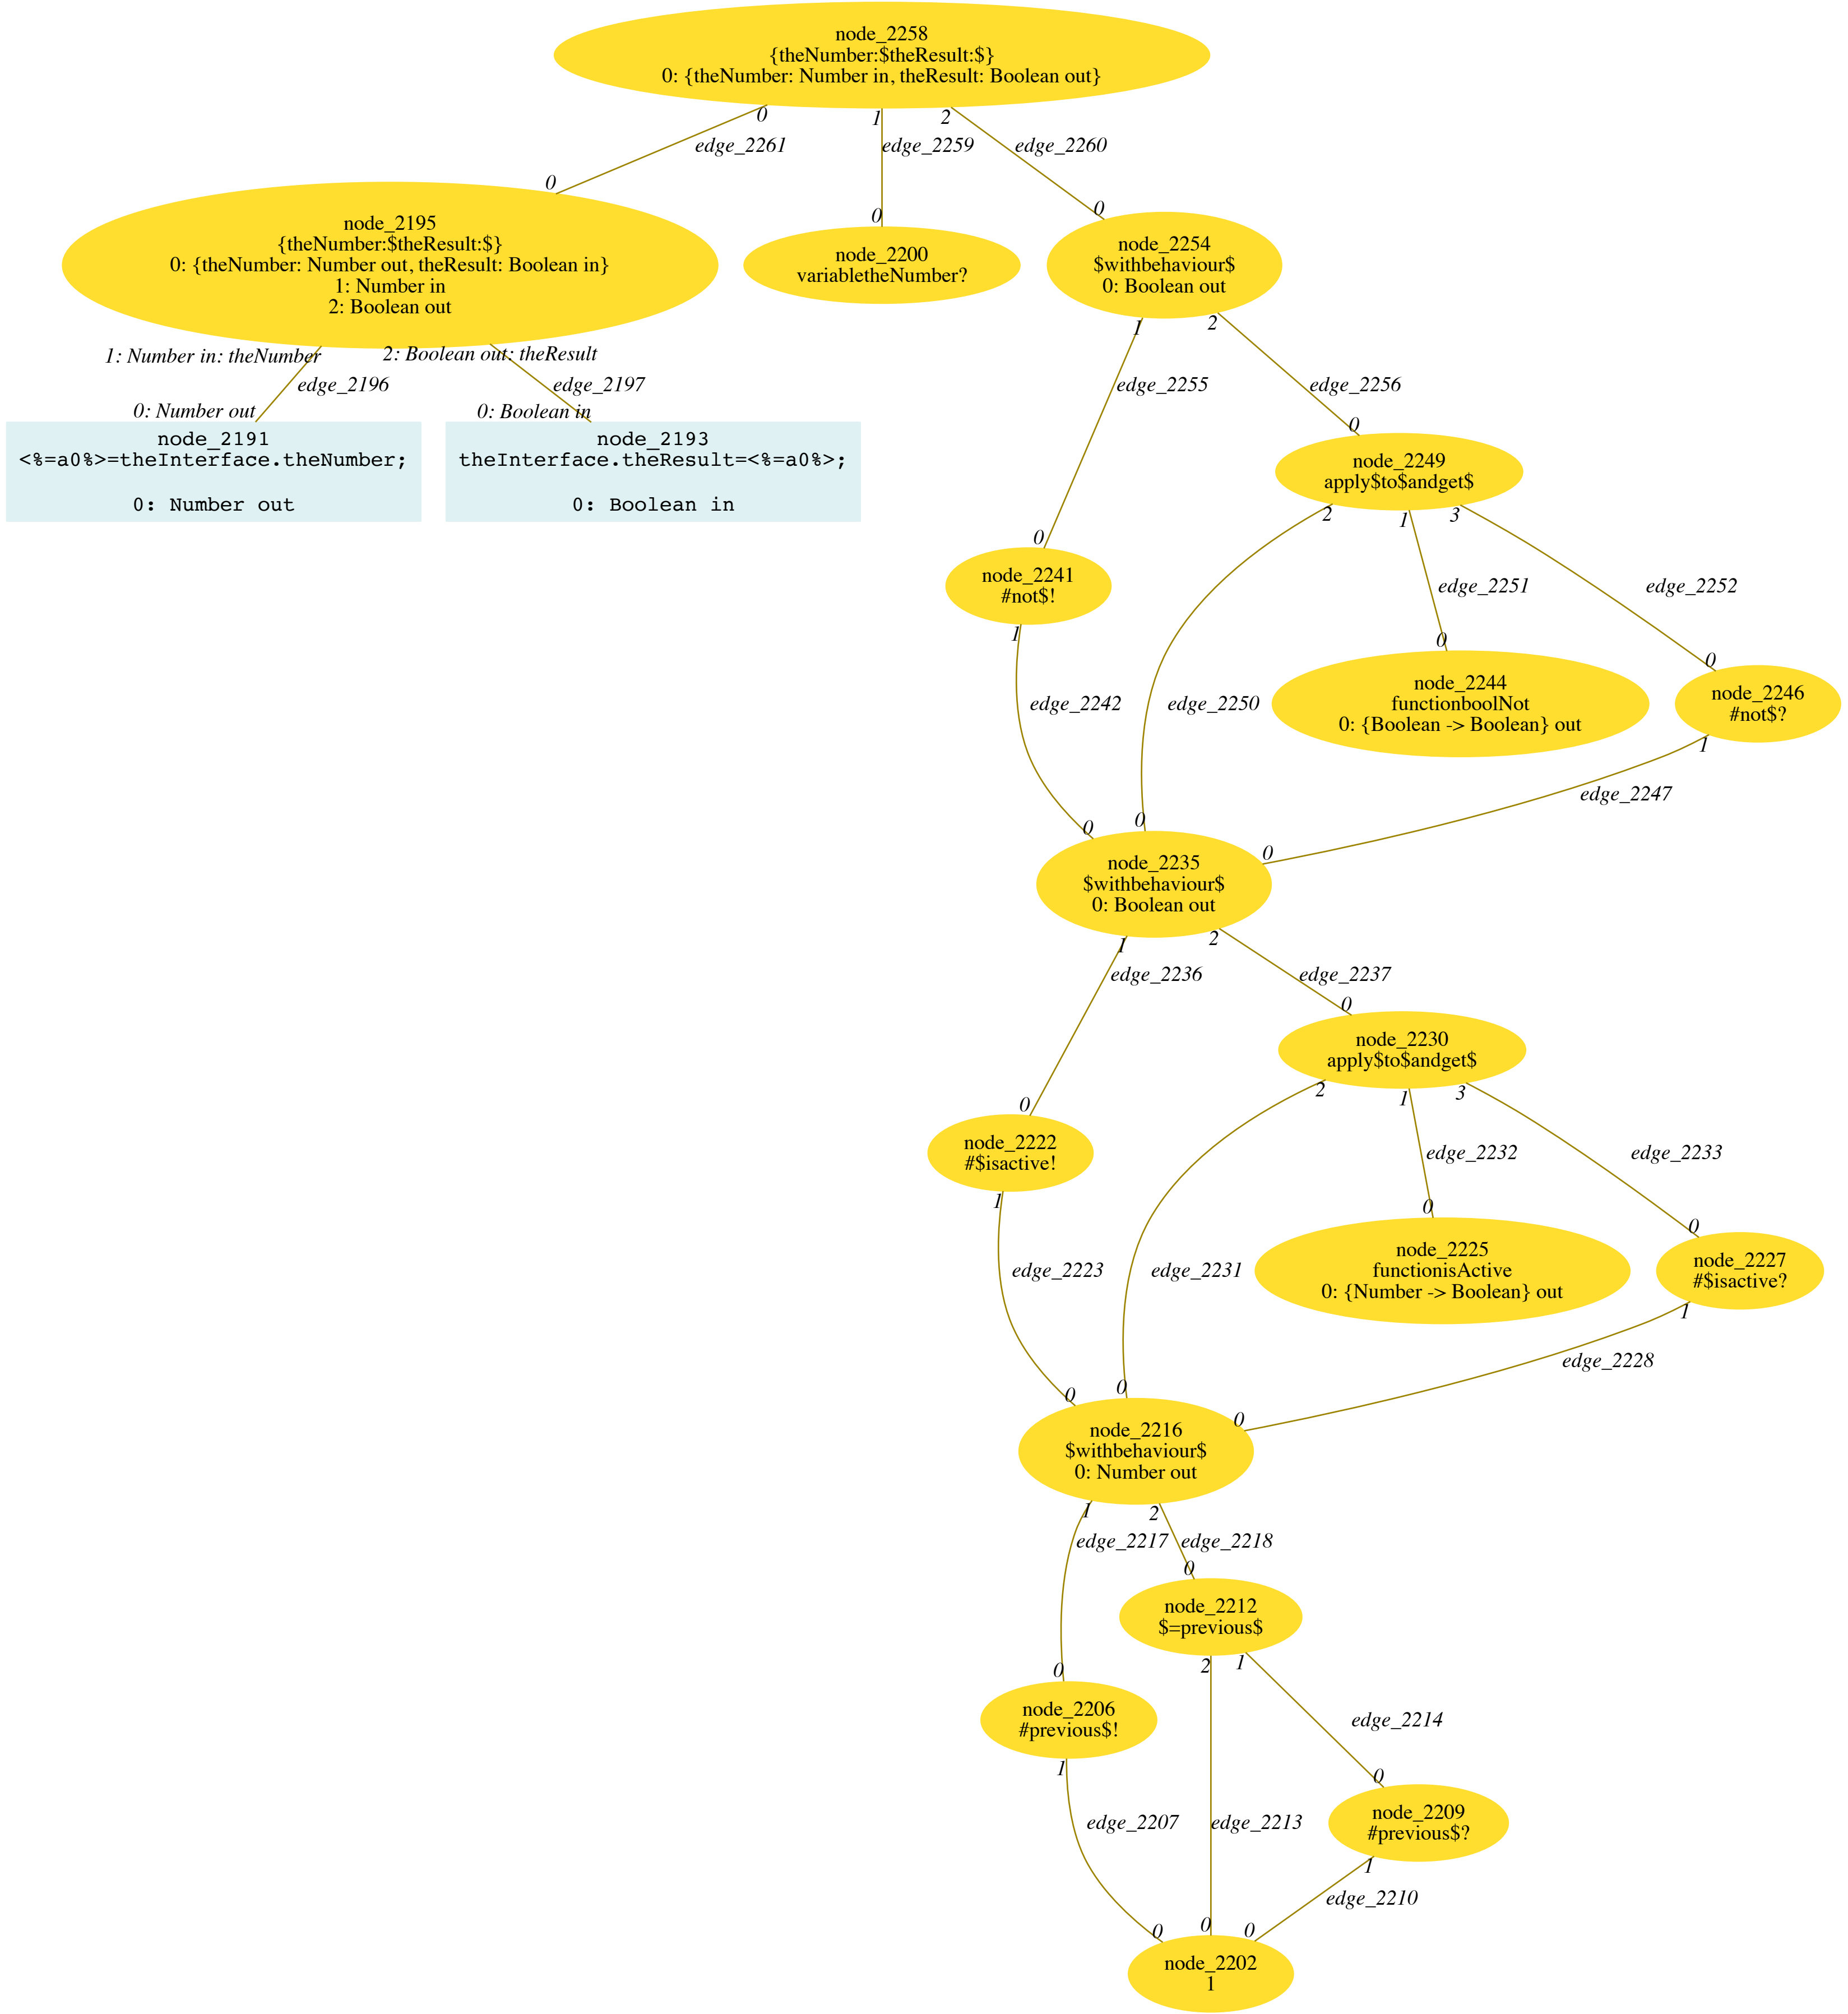 node_2258
{theNumber:$theResult:$}
0: {theNumber: Number in, theResult: Boolean out}
0
1
2
edge_2261
edge_2259
edge_2260
0
0
0
node_2195
{theNumber:$theResult:$}
0: {theNumber: Number out, theResult: Boolean in}
1: Number in
2: Boolean out
node_2200
variabletheNumber?
node_2254
$withbehaviour$
0: Boolean out
1: Number in: theNumber
2: Boolean out: theResult
1
2
edge_2196
edge_2197
edge_2255
edge_2256
0: Number out
0: Boolean in
0
node_2191
<%=a0%>=theInterface.theNumber;
0: Number out
node_2193
theInterface.theResult=<%=a0%>;
0: Boolean in
node_2249
apply$to$andget$
2
1
3
0
node_2241
#not$!
edge_2251
edge_2252
1
0
0
node_2244
functionboolNot
0: {Boolean -> Boolean} out
node_2246
#not$?
edge_2242
edge_2250
1
edge_2247
0
0
0
node_2235
$withbehaviour$
0: Boolean out
1
2
edge_2236
edge_2237
0
node_2230
apply$to$andget$
2
1
3
0
node_2222
#$isactive!
edge_2232
edge_2233
1
0
0
node_2225
functionisActive
0: {Number -> Boolean} out
node_2227
#$isactive?
edge_2223
edge_2231
1
edge_2228
0
0
0
node_2216
$withbehaviour$
0: Number out
1
2
edge_2217
edge_2218
0
node_2212
$=previous$
2
1
0
node_2206
#previous$!
edge_2214
1
0
edge_2207
edge_2213
node_2209
#previous$?
1
edge_2210
0
0
0
node_2202
1